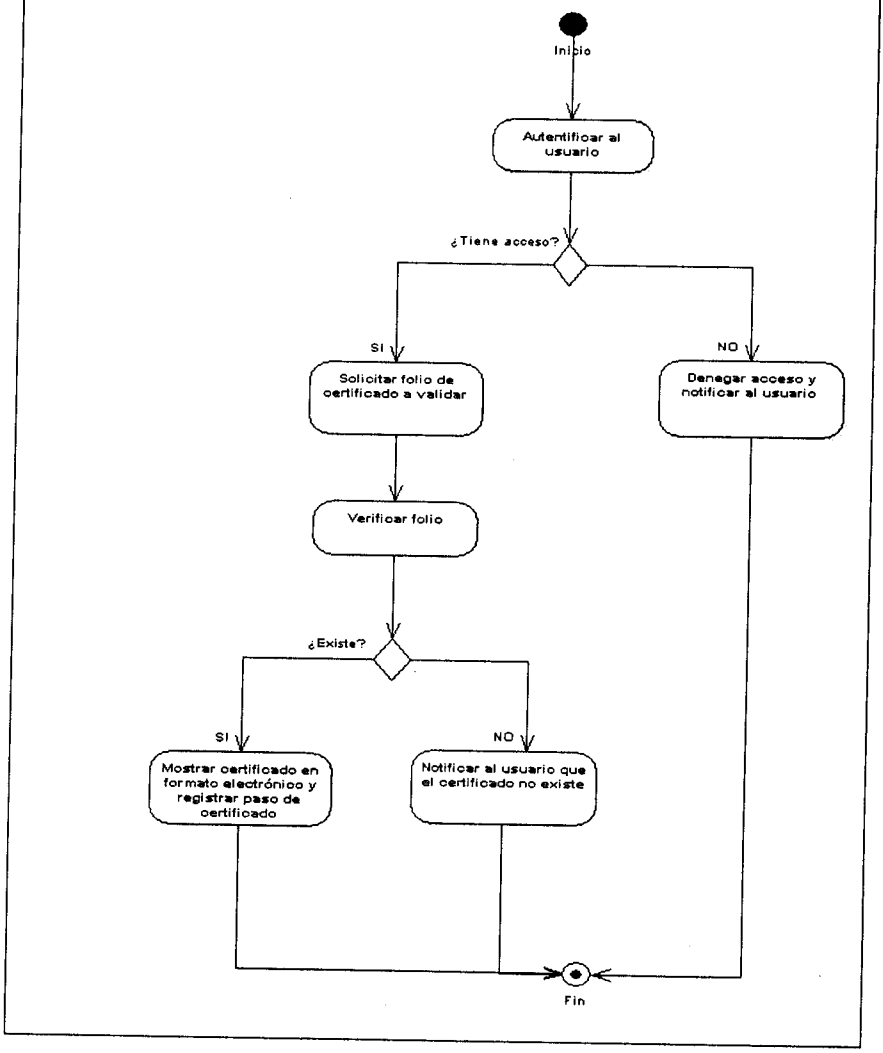 Inicio
Autentificar al
usuario
¿Tiene acceso?
SI
NO
Solicitar folio de
certificado a validar
Denegar acceso y
notificar al usuario
Verificar folio
¿Existe?
SI
NO
Mostrar certificado en
formato electrónico y
registrar paso de
certificado
Notificar al usuario que
el certificado no existe
Fin